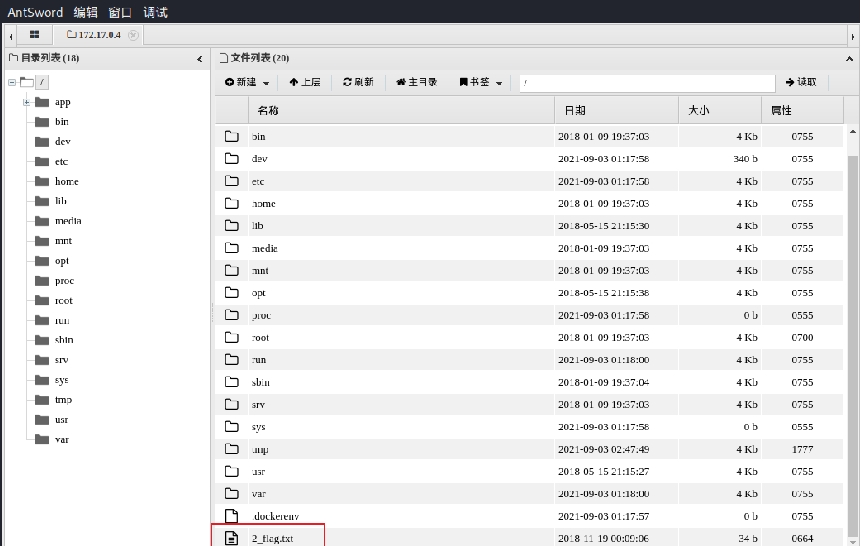 AntSword 编辑 窗口 调试
172.17.0.4
目录列表 (18)
/
app
bin
dev
etc
home
lib
media
mnt
opt
proc
root
run
sbin
srv
sys
tmp
usr
var
文件列表 (20)
新建 上层 刷新 主目录 书签 / 读取
名称 日期 大小 属性
bin 2018-01-09 19:37:03 4 Kb 0755
dev 2021-09-03 01:17:58 340 b 0755
etc 2021-09-03 01:17:58 4 Kb 0755
home 2018-01-09 19:37:03 4 Kb 0755
lib 2018-05-15 21:15:30 4 Kb 0755
media 2018-01-09 19:37:03 4 Kb 0755
mnt 2018-01-09 19:37:03 4 Kb 0755
opt 2018-05-15 21:15:38 4 Kb 0755
proc 2021-09-03 01:17:58 0 b 0555
root 2018-01-09 19:37:03 4 Kb 0700
run 2021-09-03 01:18:00 4 Kb 0755
sbin 2018-01-09 19:37:04 4 Kb 0755
srv 2018-01-09 19:37:03 4 Kb 0755
sys 2021-09-03 01:17:58 0 b 0555
tmp 2021-09-03 02:47:49 4 Kb 1777
usr 2018-05-15 21:15:27 4 Kb 0755
var 2021-09-03 01:18:00 4 Kb 0755
.dockerenv 2021-09-03 01:17:57 0 b 0755
2_flag.txt 2018-11-19 00:09:06 34 b 0664